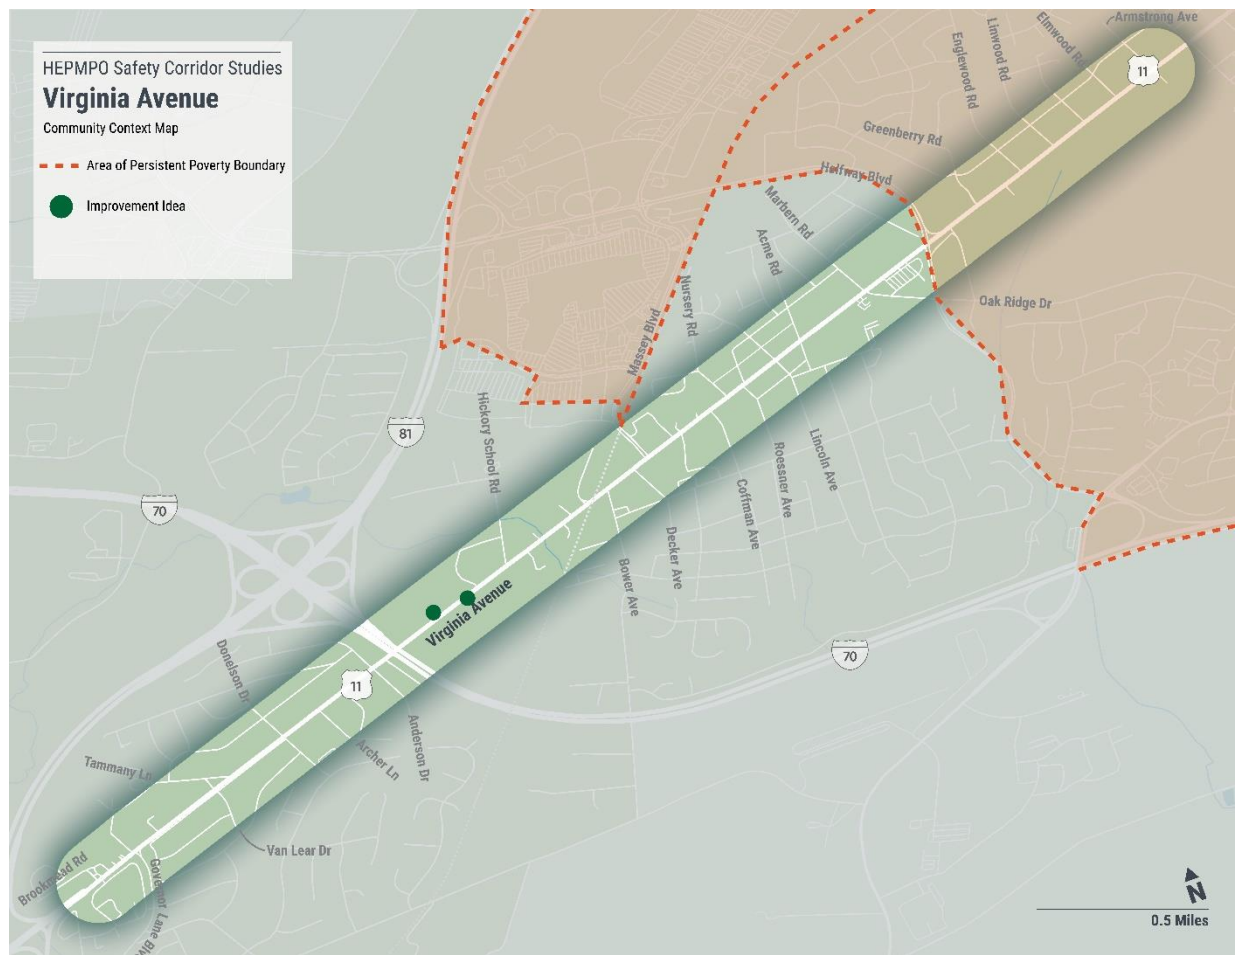 HEPMPO Safety Corridor Studies
Virginia Avenue
Community Context Map
Area of Persistent Poverty Boundary
Improvement Idea
Armstrong Ave
Elmwood Rd
Linwood Rd
Englewood Rd
11
Greenberry Rd
Halfway Blvd
Marbern Rd
Acme Rd
Nursery Rd
Massey Blvd
Oak Ridge Dr
Hickory School Rd
81
70
Lincoln Ave
Roessner Ave
Coffman Ave
Decker Ave
Bower Ave
Virginia Avenue
70
11
Donelson Dr
Anderson Dr
Archer Ln
Tammany Ln
Van Lear Dr
Brookmead Rd
Governor Lane Blv
N
0.5 Miles